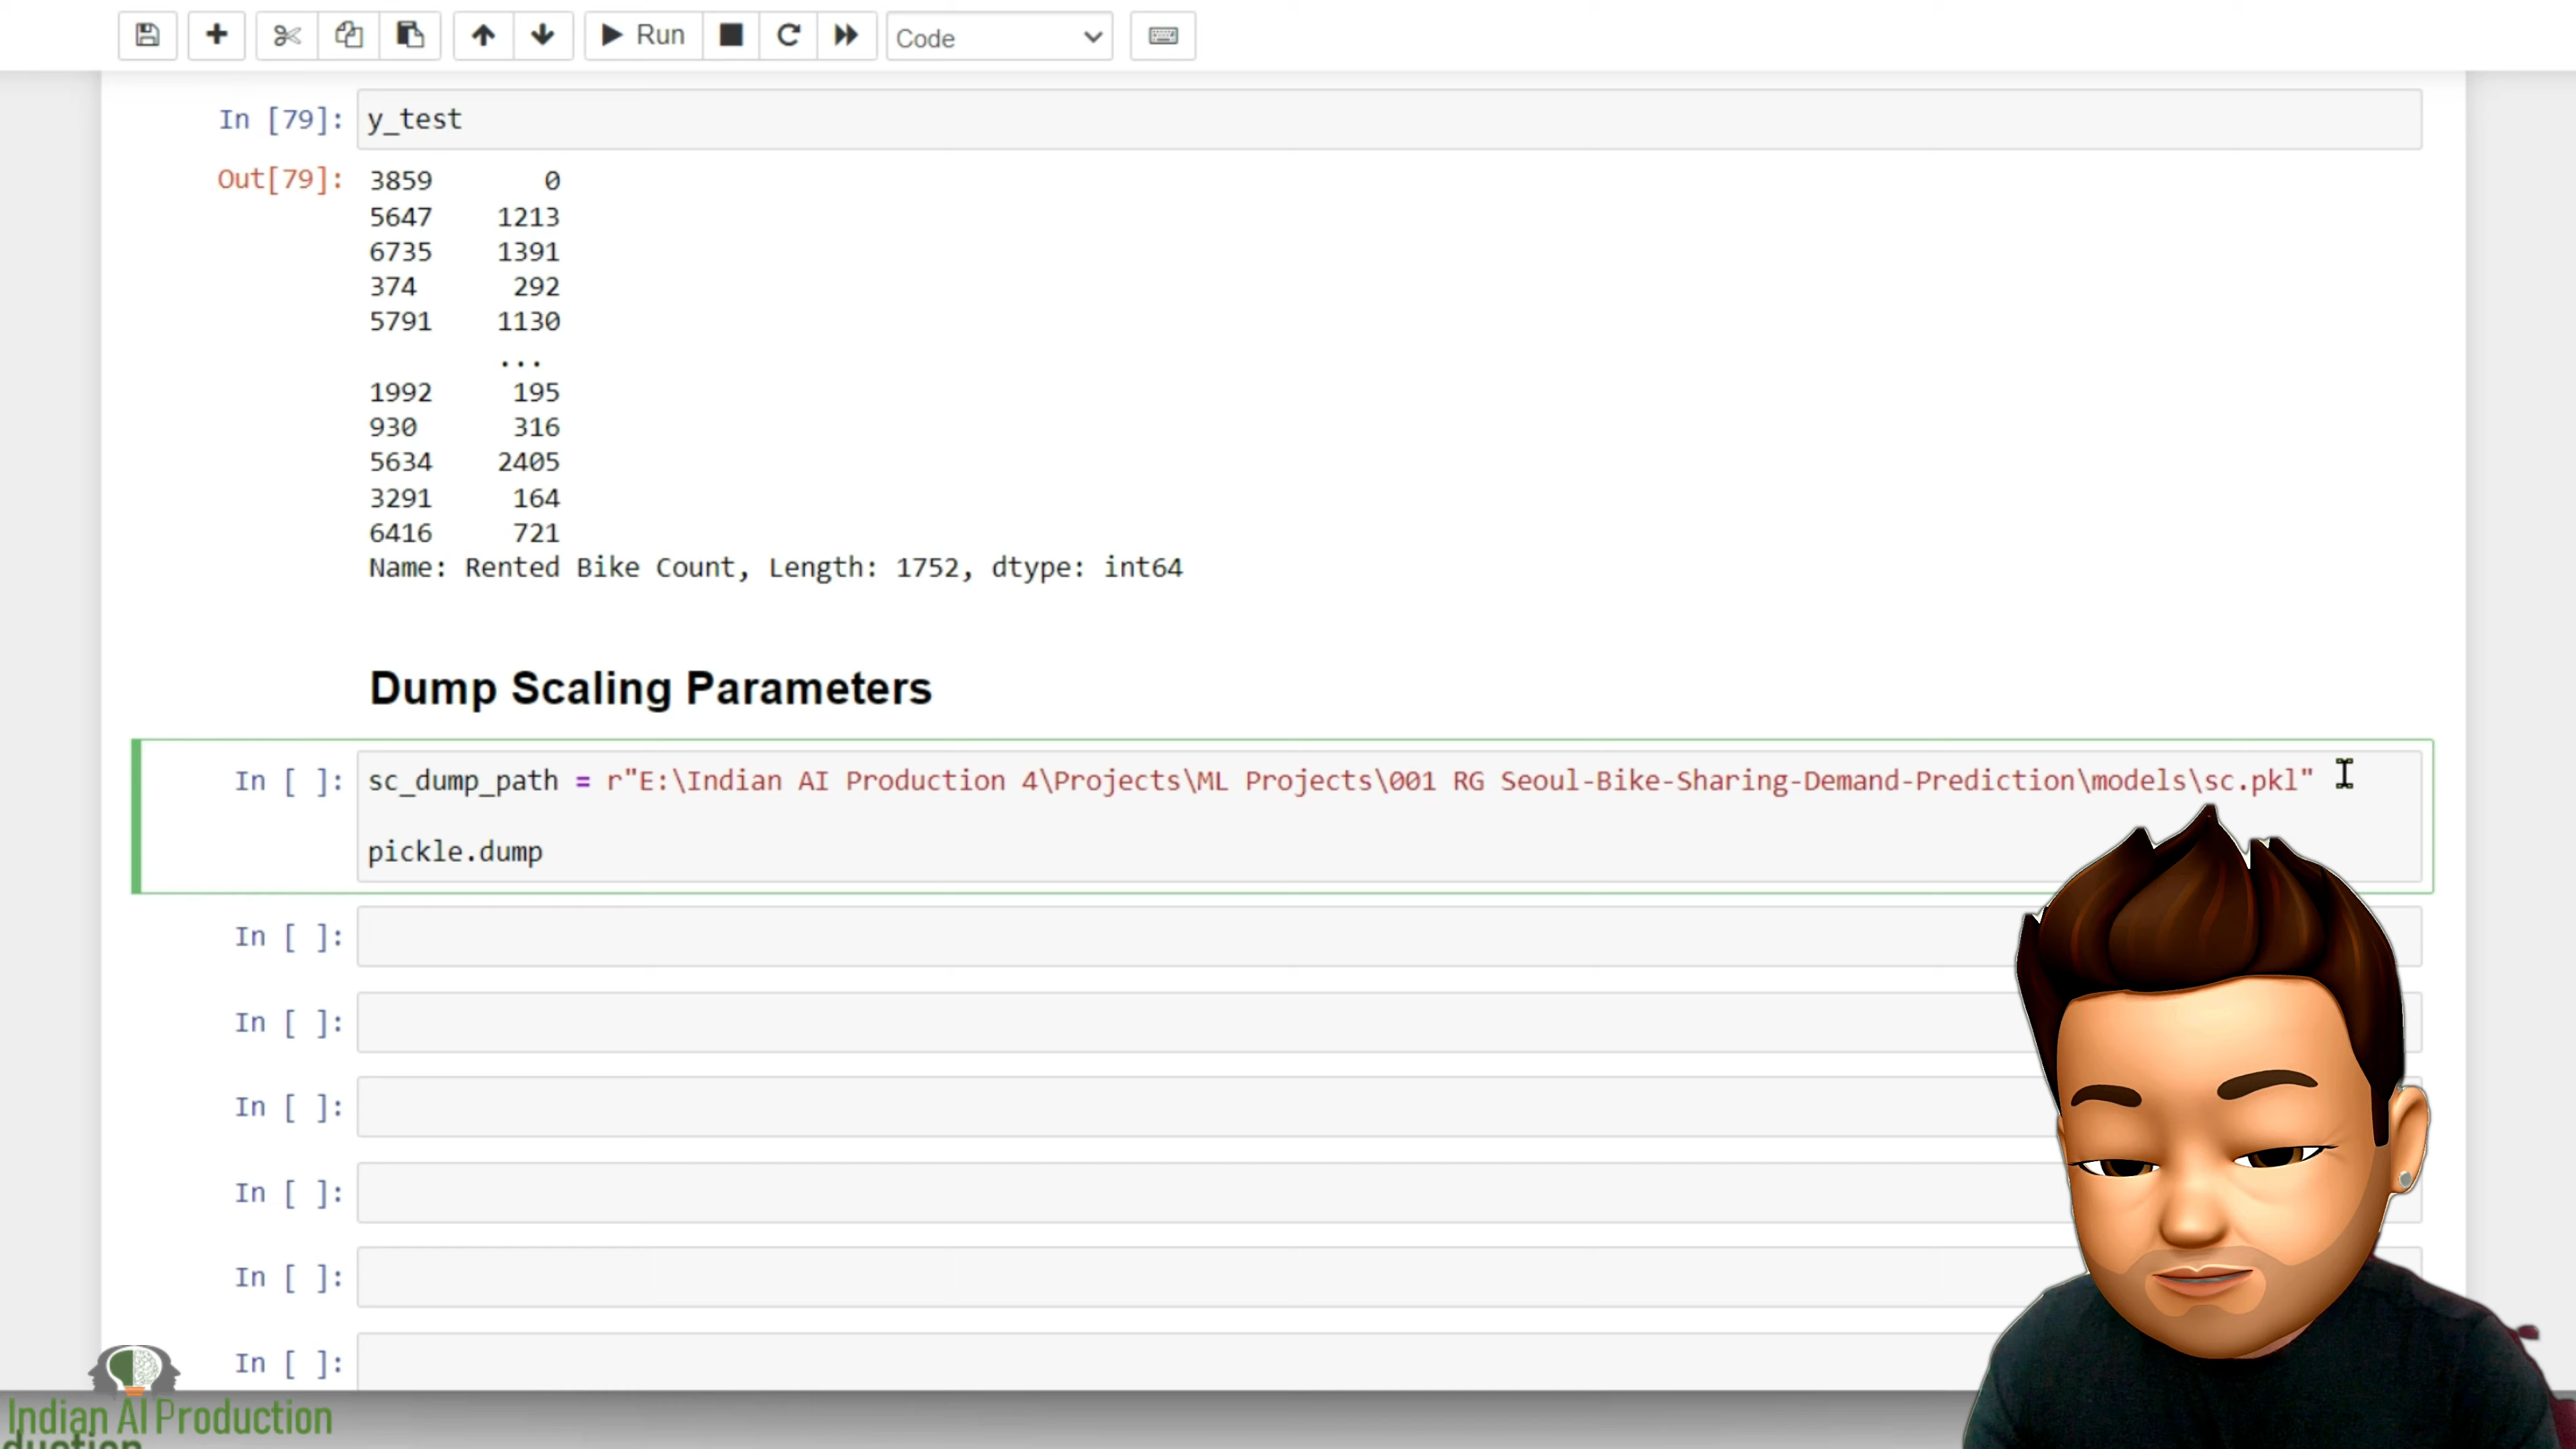 Run
Code
In [79]: y_test
Out[79]: 3859 0
5647 1213
6735 1391
374 292
5791 1130
...
1992 195
930 316
5634 2405
3291 164
6416 721
Name: Rented Bike Count, Length: 1752, dtype: int64
Dump Scaling Parameters
In [ ]: sc_dump_path = r"E:\Indian AI Production 4\Projects\ML Projects\001 RG Seoul-Bike-Sharing-Demand-Prediction\models\sc.pkl"
pickle.dump
In [ ]:
In [ ]:
In [ ]:
In [ ]:
In [ ]:
In [ ]:
Indian AI Production
duction